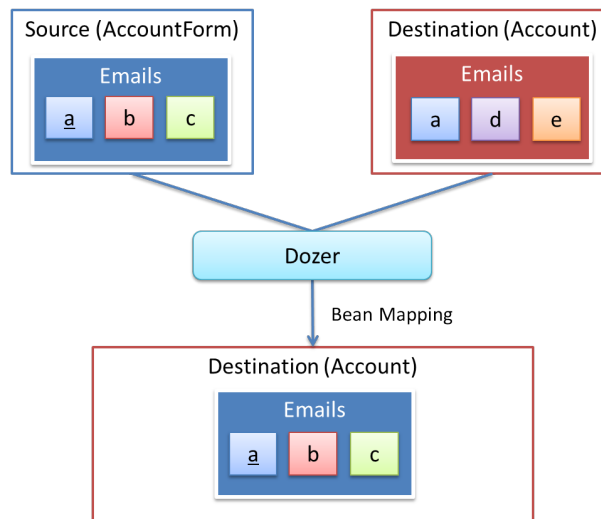 Source (AccountForm)
Emails
a b c
Destination (Account)
Emails
a d e
Dozer
Bean Mapping
Destination (Account)
Emails
a b c